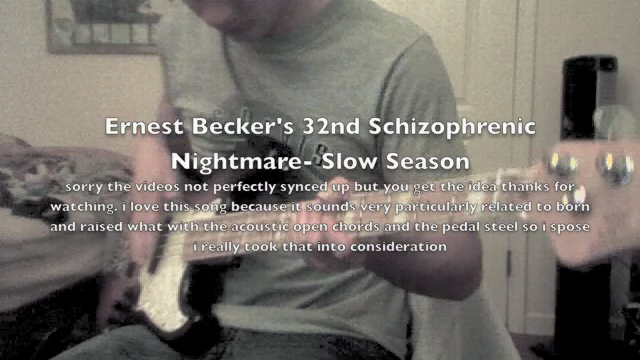 Ernest Becker's 32nd Schizophrenic
Nightmare- Slow Season
sorry the videos not perfectly synced up but you get the idea thanks for
watching. i love this song because it sounds very particularly related to born
and raised what with the acoustic open chords and the pedal steel so i spose
i really took that into consideration